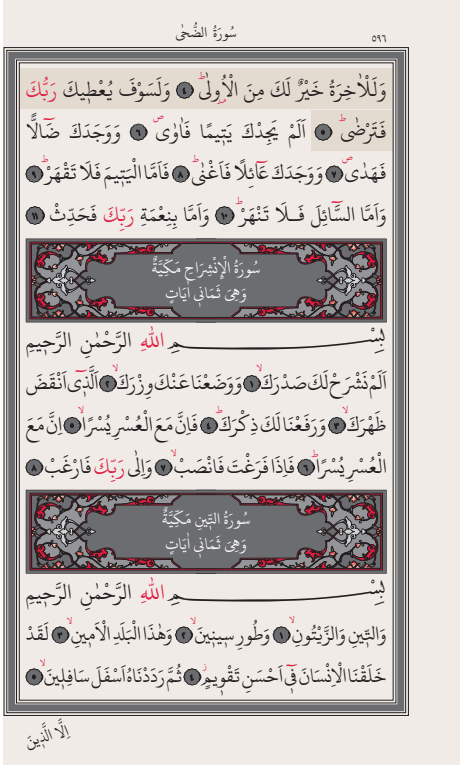 سُورَةُ الضُّحٰى
٥٩٦
وَلَلْاٰخِرَةُ خَيْرٌ لَكَ مِنَ الْاُو۫لٰىۜ ﴿٤﴾ وَلَسَوْفَ يُعْط۪يكَ رَبُّكَ
فَتَرْضٰىۜ ﴿٥﴾ اَلَمْ يَجِدْكَ يَت۪يمًا فَاٰوٰىۖ ﴿٦﴾ وَوَجَدَكَ ضَٓالًّا
فَهَدٰىۖ ﴿٧﴾ وَوَجَدَكَ عَٓائِلًا فَاَغْنٰىۜ ﴿٨﴾ فَاَمَّا الْيَت۪يمَ فَلَا تَقْهَرْۜ ﴿٩﴾
وَاَمَّا السَّٓائِلَ فَلَا تَنْهَرْۜ ﴿١٠﴾ وَاَمَّا بِنِعْمَةِ رَبِّكَ فَحَدِّثْ ﴿١١﴾
سُورَةُ الْاِنْشِرَاحِ مَكِّيَّةٌ
وَهِيَ ثَمَانِي اٰيَاتٍ
بِسْمِ اللّٰهِ الرَّحْمٰنِ الرَّح۪يمِ
اَلَمْ نَشْرَحْ لَكَ صَدْرَكَۙ ﴿١﴾ وَوَضَعْنَا عَنْكَ وِزْرَكَۙ ﴿٢﴾ اَلَّذ۪ٓي اَنْقَضَ
ظَهْرَكَۙ ﴿٣﴾ وَرَفَعْنَا لَكَ ذِكْرَكَۜ ﴿٤﴾ فَاِنَّ مَعَ الْعُسْرِ يُسْرًاۙ ﴿٥﴾ اِنَّ مَعَ
الْعُسْرِ يُسْرًاۜ ﴿٦﴾ فَاِذَا فَرَغْتَ فَانْصَبْۙ ﴿٧﴾ وَاِلٰى رَبِّكَ فَارْغَبْ ﴿٨﴾
سُورَةُ التّ۪ينِ مَكِّيَّةٌ
وَهِيَ ثَمَانِي اٰيَاتٍ
بِسْمِ اللّٰهِ الرَّحْمٰنِ الرَّح۪يمِ
وَالتّ۪ينِ وَالزَّيْتُونِۙ ﴿١﴾ وَطُورِ س۪ين۪ينَۙ ﴿٢﴾ وَهٰذَا الْبَلَدِ الْاَم۪ينِۙ ﴿٣﴾ لَقَدْ
خَلَقْنَا الْاِنْسَانَ ف۪ٓي اَحْسَنِ تَقْو۪يمٍۘ ﴿٤﴾ ثُمَّ رَدَدْنَاهُ اَسْفَلَ سَافِل۪ينَۙ ﴿٥﴾
اِلَّا الَّذ۪ينَ